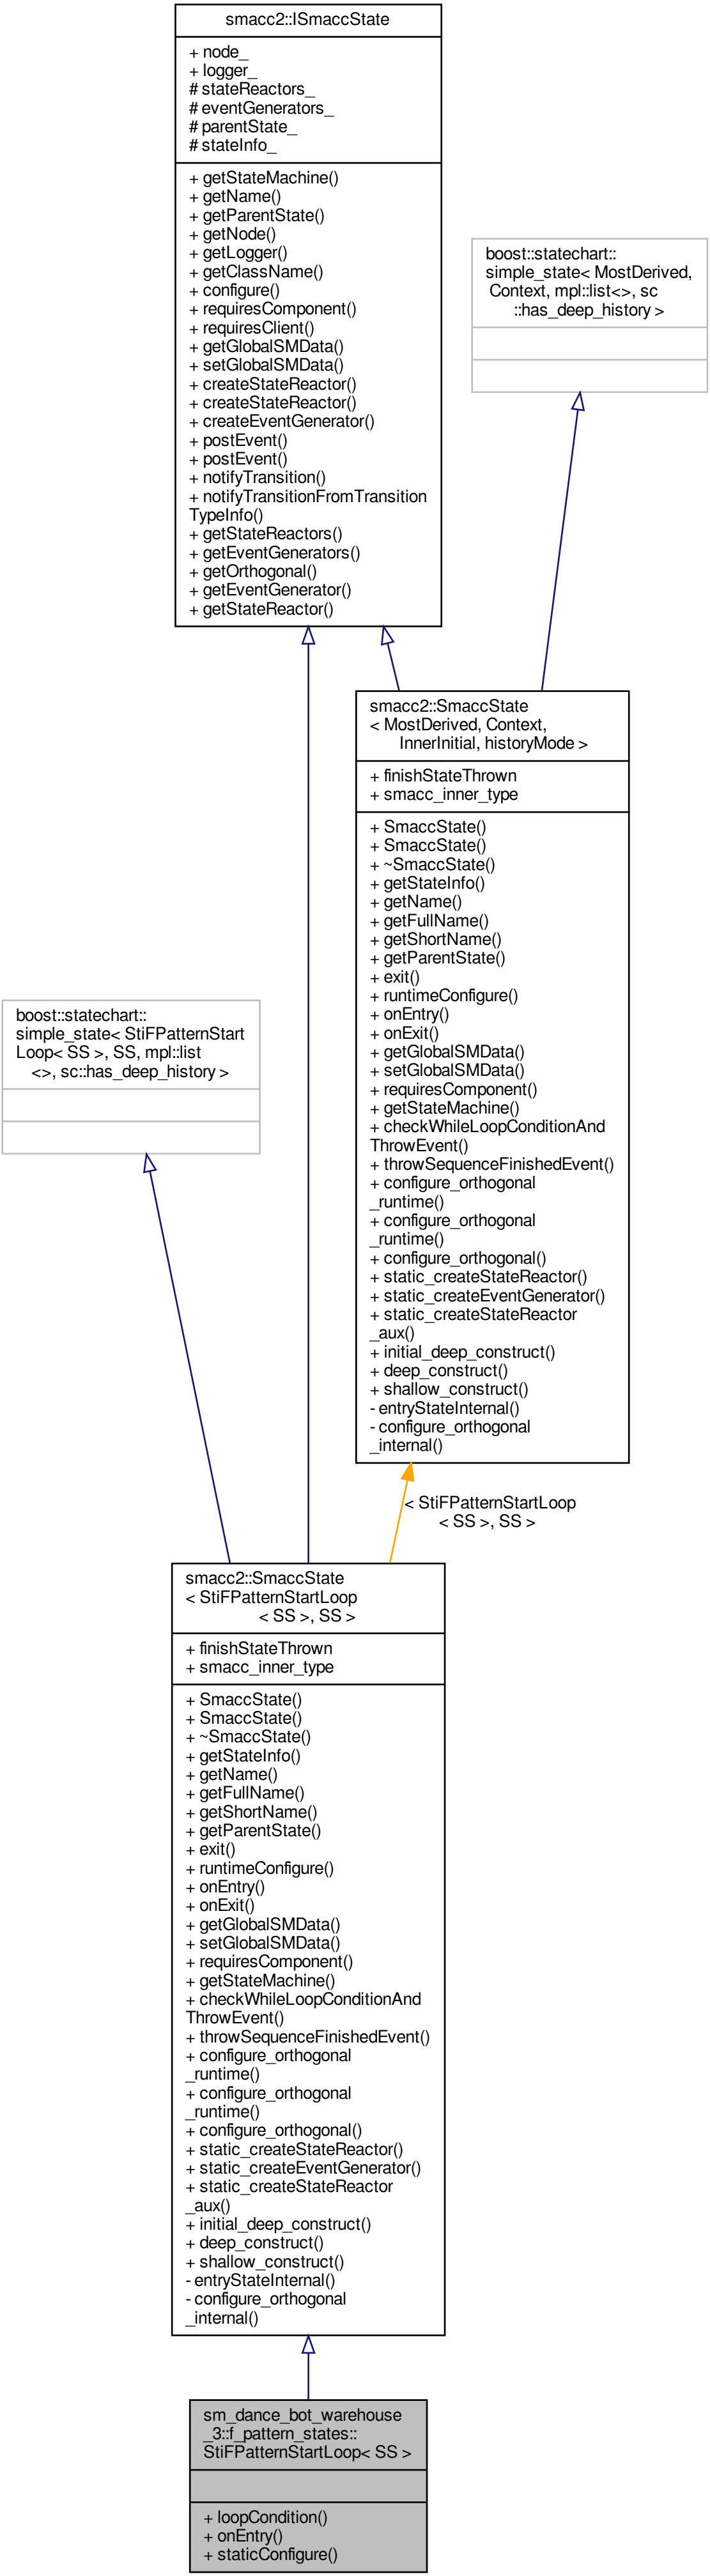 smacc2::ISmaccState
+ node_
+ logger_
# stateReactors_
# eventGenerators_
# parentState_
# stateInfo_
+ getStateMachine()
+ getName()
+ getParentState()
+ getNode()
+ getLogger()
+ getClassName()
+ configure()
+ requiresComponent()
+ requiresClient()
+ getGlobalSMData()
+ setGlobalSMData()
+ createStateReactor()
+ createStateReactor()
+ createEventGenerator()
+ postEvent()
+ postEvent()
+ notifyTransition()
+ notifyTransitionFromTransition
TypeInfo()
+ getStateReactors()
+ getEventGenerators()
+ getOrthogonal()
+ getEventGenerator()
+ getStateReactor()
boost::statechart::
simple_state< MostDerived,
Context, mpl::list<>, sc
::has_deep_history >
smacc2::SmaccState
< MostDerived, Context,
InnerInitial, historyMode >
+ finishStateThrown
+ smacc_inner_type
+ SmaccState()
+ SmaccState()
+ ~SmaccState()
+ getStateInfo()
+ getName()
+ getFullName()
+ getShortName()
+ getParentState()
+ exit()
+ runtimeConfigure()
+ onEntry()
+ onExit()
+ getGlobalSMData()
+ setGlobalSMData()
+ requiresComponent()
+ getStateMachine()
+ checkWhileLoopConditionAnd
ThrowEvent()
+ throwSequenceFinishedEvent()
+ configure_orthogonal
_runtime()
+ configure_orthogonal
_runtime()
+ configure_orthogonal()
+ static_createStateReactor()
+ static_createEventGenerator()
+ static_createStateReactor
_aux()
+ initial_deep_construct()
+ deep_construct()
+ shallow_construct()
- entryStateInternal()
- configure_orthogonal
_internal()
boost::statechart::
simple_state< StiFPatternStart
Loop< SS >, SS, mpl::list
<>, sc::has_deep_history >
< StiFPatternStartLoop
< SS >, SS >
smacc2::SmaccState
< StiFPatternStartLoop
< SS >, SS >
+ finishStateThrown
+ smacc_inner_type
+ SmaccState()
+ SmaccState()
+ ~SmaccState()
+ getStateInfo()
+ getName()
+ getFullName()
+ getShortName()
+ getParentState()
+ exit()
+ runtimeConfigure()
+ onEntry()
+ onExit()
+ getGlobalSMData()
+ setGlobalSMData()
+ requiresComponent()
+ getStateMachine()
+ checkWhileLoopConditionAnd
ThrowEvent()
+ throwSequenceFinishedEvent()
+ configure_orthogonal
_runtime()
+ configure_orthogonal
_runtime()
+ configure_orthogonal()
+ static_createStateReactor()
+ static_createEventGenerator()
+ static_createStateReactor
_aux()
+ initial_deep_construct()
+ deep_construct()
+ shallow_construct()
- entryStateInternal()
- configure_orthogonal
_internal()
sm_dance_bot_warehouse
_3::f_pattern_states::
StiFPatternStartLoop< SS >
+ loopCondition()
+ onEntry()
+ staticConfigure()